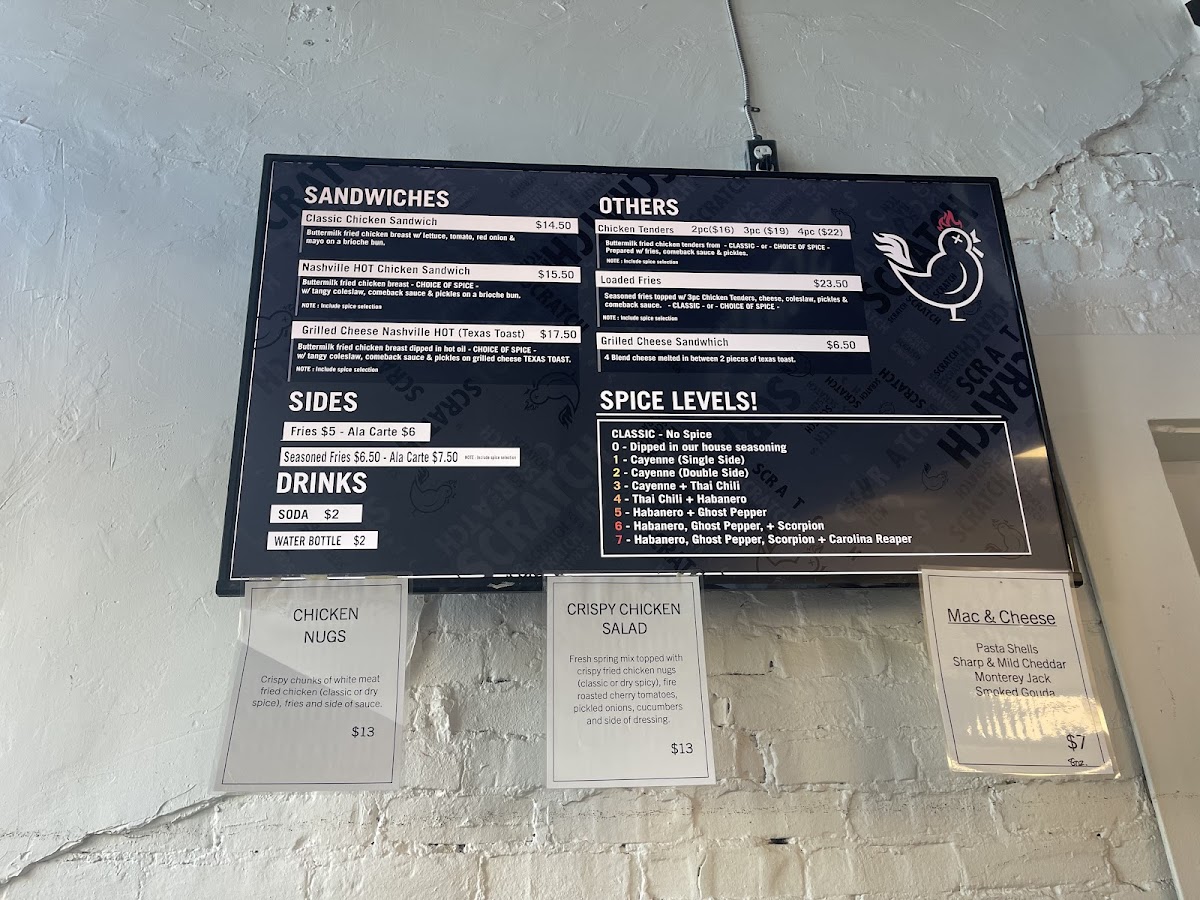 SANDWICHES
Classic Chicken Sandwich $14.50
Buttermilk fried chicken breast w/ lettuce, tomato, red onion &
mayo on a brioche bun.
Nashville HOT Chicken Sandwich $15.50
Buttermilk fried chicken breast - CHOICE OF SPICE -
w/ tangy coleslaw, comeback sauce & pickles on a brioche bun.
NOTE : Include spice selection
Grilled Cheese Nashville HOT (Texas Toast) $17.50
Buttermilk fried chicken breast dipped in hot oil - CHOICE OF SPICE -
w/ tangy coleslaw, comeback sauce & pickles on grilled cheese TEXAS TOAST.
NOTE : Include spice selection
SIDES
Fries $5 - Ala Carte $6
Seasoned Fries $6.50 - Ala Carte $7.50 NOTE : Include spice selection
DRINKS
SODA $2
WATER BOTTLE $2
OTHERS
Chicken Tenders 2pc($16) 3pc ($19) 4pc ($22)
Buttermilk fried chicken tenders from - CLASSIC - or - CHOICE OF SPICE -
Prepared w/ fries, comeback sauce & pickles.
NOTE : Include spice selection
Loaded Fries $23.50
Seasoned fries topped w/ 3pc Chicken Tenders, cheese, coleslaw, pickles &
comeback sauce. - CLASSIC - or - CHOICE OF SPICE -
NOTE : Include spice selection
Grilled Cheese Sandwhich $6.50
4 Blend cheese melted in between 2 pieces of texas toast.
SPICE LEVELS!
CLASSIC - No Spice
0 - Dipped in our house seasoning
1 - Cayenne (Single Side)
2 - Cayenne (Double Side)
3 - Cayenne + Thai Chili
4 - Thai Chili + Habanero
5 - Habanero + Ghost Pepper
6 - Habanero, Ghost Pepper, + Scorpion
7 - Habanero, Ghost Pepper, Scorpion + Carolina Reaper
CHICKEN
NUGS
Crispy chunks of white meat
fried chicken (classic or dry
spice), fries and side of sauce.
$13
CRISPY CHICKEN
SALAD
Fresh spring mix topped with
crispy fried chicken nugs
(classic or dry spicy), fire
roasted cherry tomatoes,
pickled onions, cucumbers
and side of dressing.
$13
Mac & Cheese
Pasta Shells
Sharp & Mild Cheddar
Monterey Jack
Smoked Gouda
$7